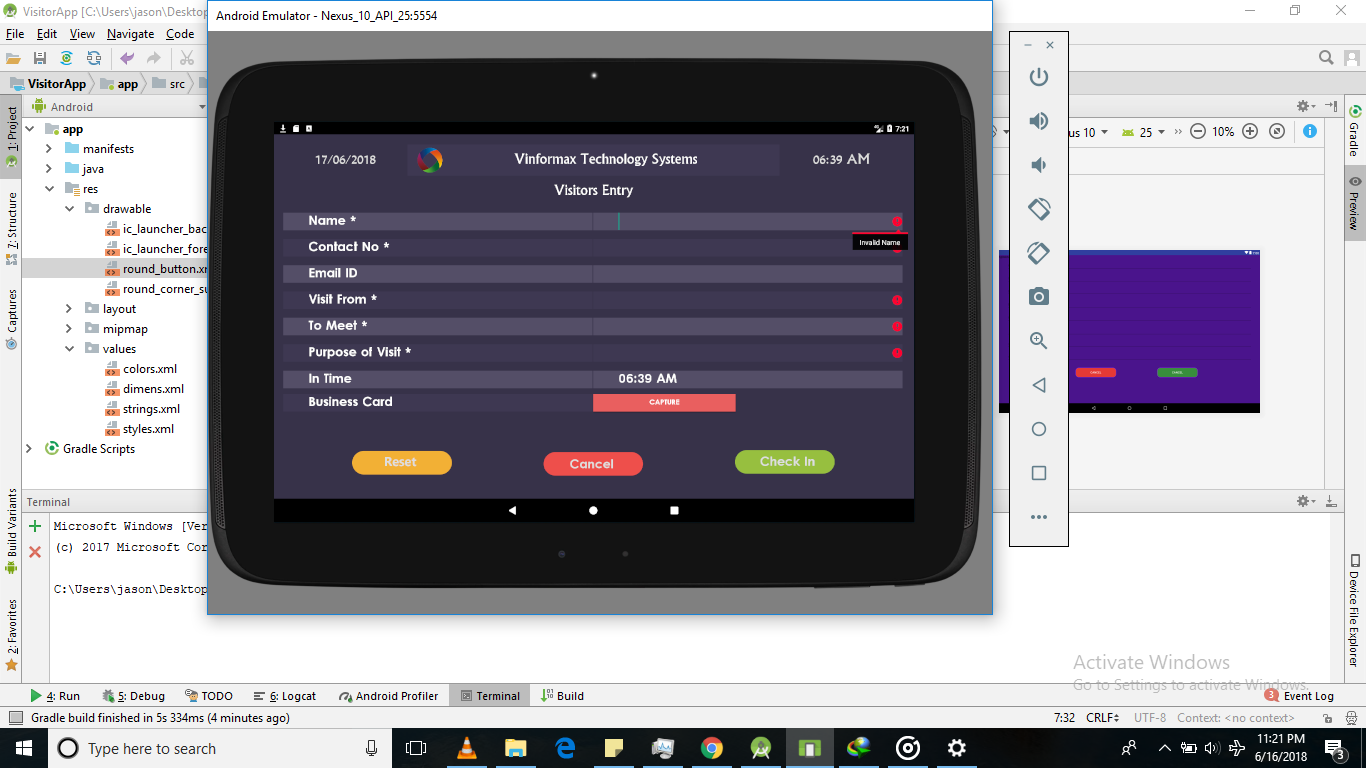 VisitorApp [C:\Users\jason\Desktop
Android Emulator - Nexus_10_API_25:5554
File Edit View Navigate Code
VisitorApp app src
Android
1: Project
7: Structure
Captures
Build Variants
2: Favorites
app
manifests
java
res
drawable
ic_launcher_bac
ic_launcher_fore
round_button.xm
round_corner_su
layout
mipmap
values
colors.xml
dimens.xml
strings.xml
styles.xml
Gradle Scripts
7:21
17/06/2018
Vinformax Technology Systems
06:39 AM
Visitors Entry
Name *
Invalid Name
Contact No *
Email ID
Visit From *
To Meet *
Purpose of Visit *
In Time 06:39 AM
Business Card CAPTURE
Reset Cancel Check In
us 10 25 10%
Gradle
Preview
Device File Explorer
Terminal
Microsoft Windows [Ver
(c) 2017 Microsoft Cor
C:\Users\jason\Desktop
Activate Windows
Go to Settings to activate Windows.
4: Run 5: Debug TODO 6: Logcat Android Profiler Terminal Build 3 Event Log
Gradle build finished in 5s 334ms (4 minutes ago)
7:32 CRLF UTF-8 Context: <no context>
Type here to search
11:21 PM
6/16/2018
3